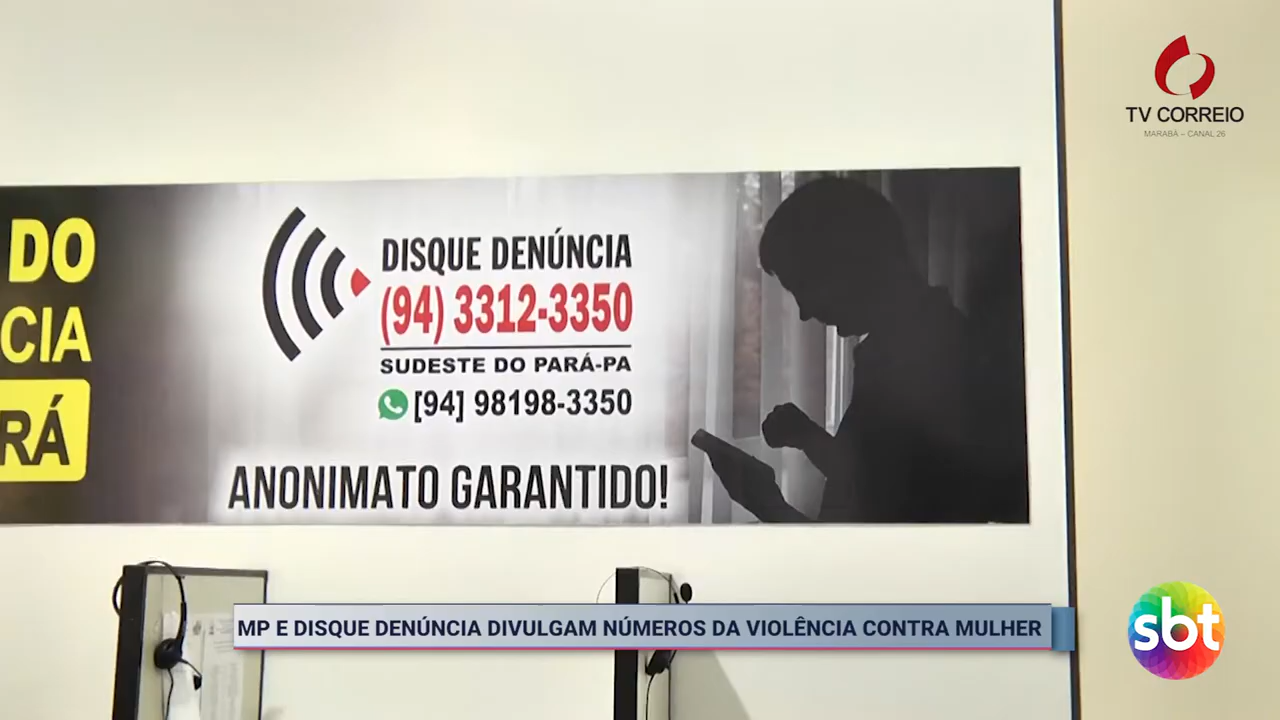 TV CORREIO
MARABÁ – CANAL 26
DO
CIA
RÁ
DISQUE DENÚNCIA
(94) 3312-3350
SUDESTE DO PARÁ-PA
[94] 98198-3350
ANONIMATO GARANTIDO!
MP E DISQUE DENÚNCIA DIVULGAM NÚMEROS DA VIOLÊNCIA CONTRA MULHER
sbt